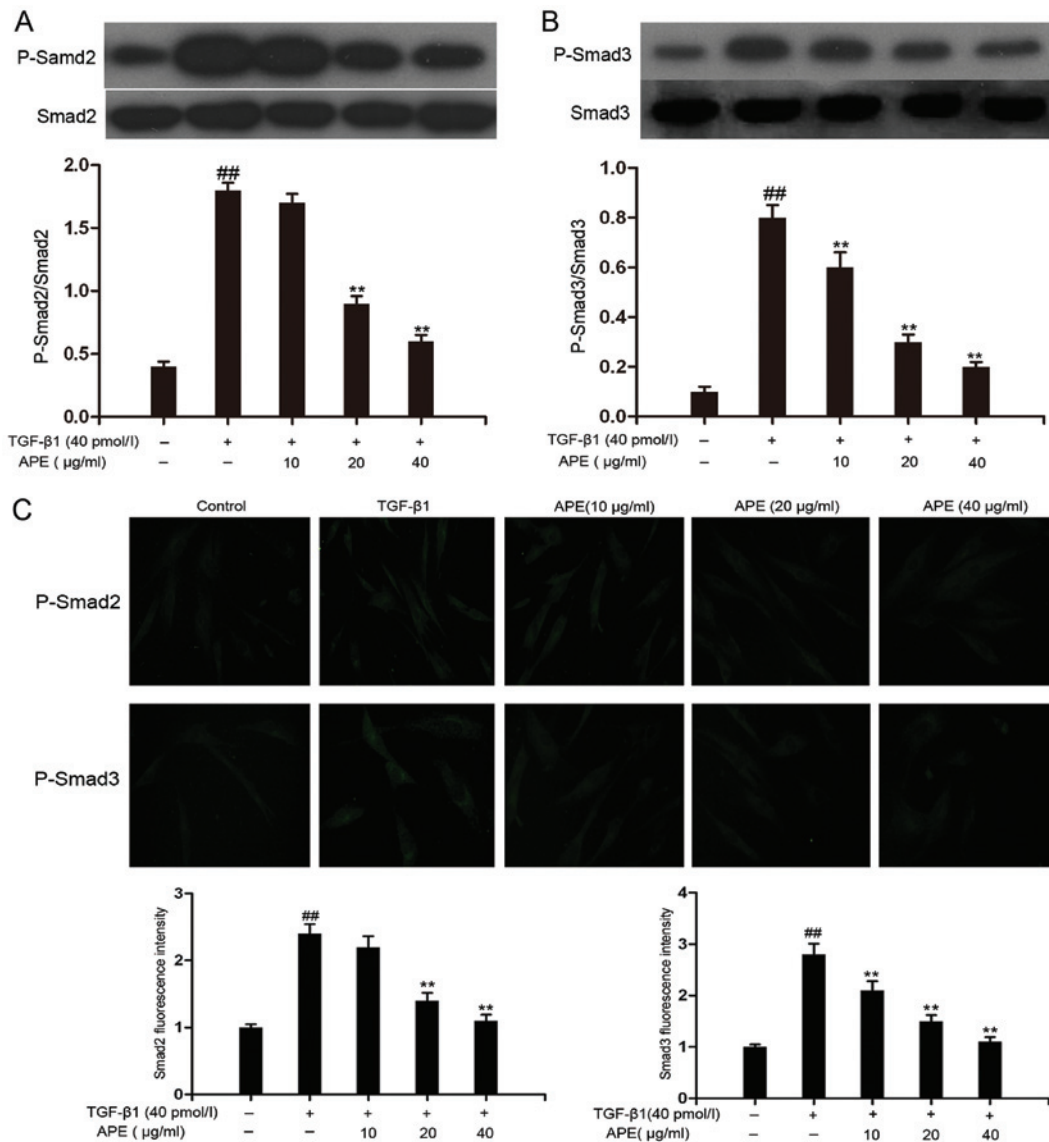 A
P-Samd2
Smad2
2.0
1.5
1.0
0.5
0.0
P-Smad2/Smad2
##
**
**
TGF-β1 (40 pmol/l) – + + + +
APE ( µg/ml) – – 10 20 40
B
P-Smad3
Smad3
1.0
0.8
0.6
0.4
0.2
0.0
P-Smad3/Smad3
##
**
**
**
TGF-β1 (40 pmol/l) – + + + +
APE ( µg/ml) – – 10 20 40
C
Control TGF-β1 APE(10 µg/ml) APE (20 µg/ml) APE (40 µg/ml)
P-Smad2
P-Smad3
3
2
1
0
Smad2 fluorescence intensity
##
**
**
TGF-β1 (40 pmol/l) – + + + +
APE ( µg/ml) – – 10 20 40
4
3
2
1
0
Smad3 fluorescence intensity
##
**
**
**
TGF-β1(40 pmol/l) – + + + +
APE ( µg/ml) – – 10 20 40